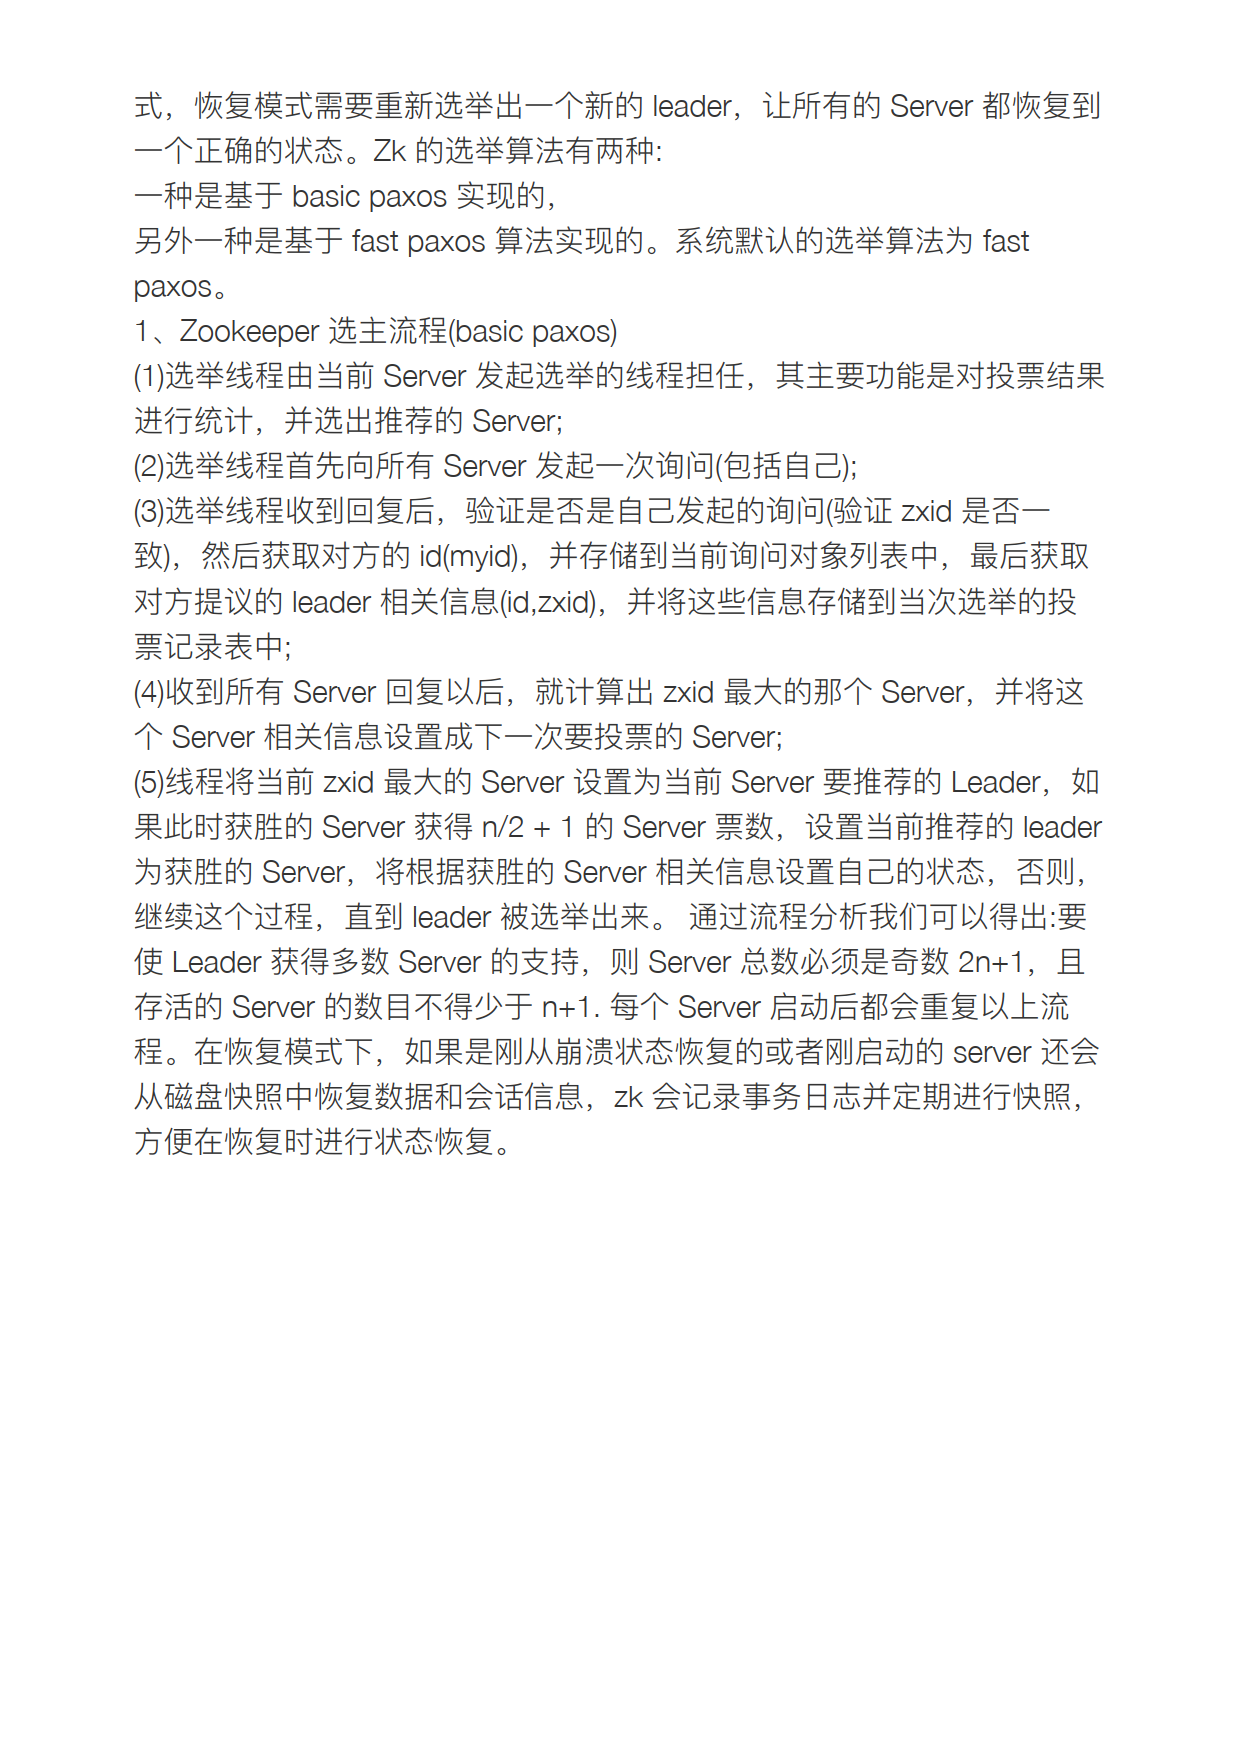 式，恢复模式需要重新选举出一个新的 leader，让所有的 Server 都恢复到
一个正确的状态。Zk 的选举算法有两种:
一种是基于 basic paxos 实现的，
另外一种是基于 fast paxos 算法实现的。系统默认的选举算法为 fast
paxos。
1、Zookeeper 选主流程(basic paxos)
(1)选举线程由当前 Server 发起选举的线程担任，其主要功能是对投票结果
进行统计，并选出推荐的 Server;
(2)选举线程首先向所有 Server 发起一次询问(包括自己);
(3)选举线程收到回复后，验证是否是自己发起的询问(验证 zxid 是否一
致)，然后获取对方的 id(myid)，并存储到当前询问对象列表中，最后获取
对方提议的 leader 相关信息(id,zxid)，并将这些信息存储到当次选举的投
票记录表中;
(4)收到所有 Server 回复以后，就计算出 zxid 最大的那个 Server，并将这
个 Server 相关信息设置成下一次要投票的 Server;
(5)线程将当前 zxid 最大的 Server 设置为当前 Server 要推荐的 Leader，如
果此时获胜的 Server 获得 n/2 + 1 的 Server 票数，设置当前推荐的 leader
为获胜的 Server，将根据获胜的 Server 相关信息设置自己的状态，否则，
继续这个过程，直到 leader 被选举出来。 通过流程分析我们可以得出:要
使 Leader 获得多数 Server 的支持，则 Server 总数必须是奇数 2n+1，且
存活的 Server 的数目不得少于 n+1. 每个 Server 启动后都会重复以上流
程。在恢复模式下，如果是刚从崩溃状态恢复的或者刚启动的 server 还会
从磁盘快照中恢复数据和会话信息，zk 会记录事务日志并定期进行快照，
方便在恢复时进行状态恢复。